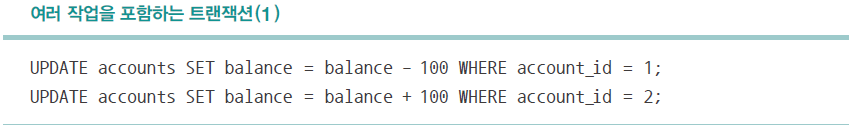 여러 작업을 포함하는 트랜잭션(1)
UPDATE accounts SET balance = balance - 100 WHERE account_id = 1;
UPDATE accounts SET balance = balance + 100 WHERE account_id = 2;